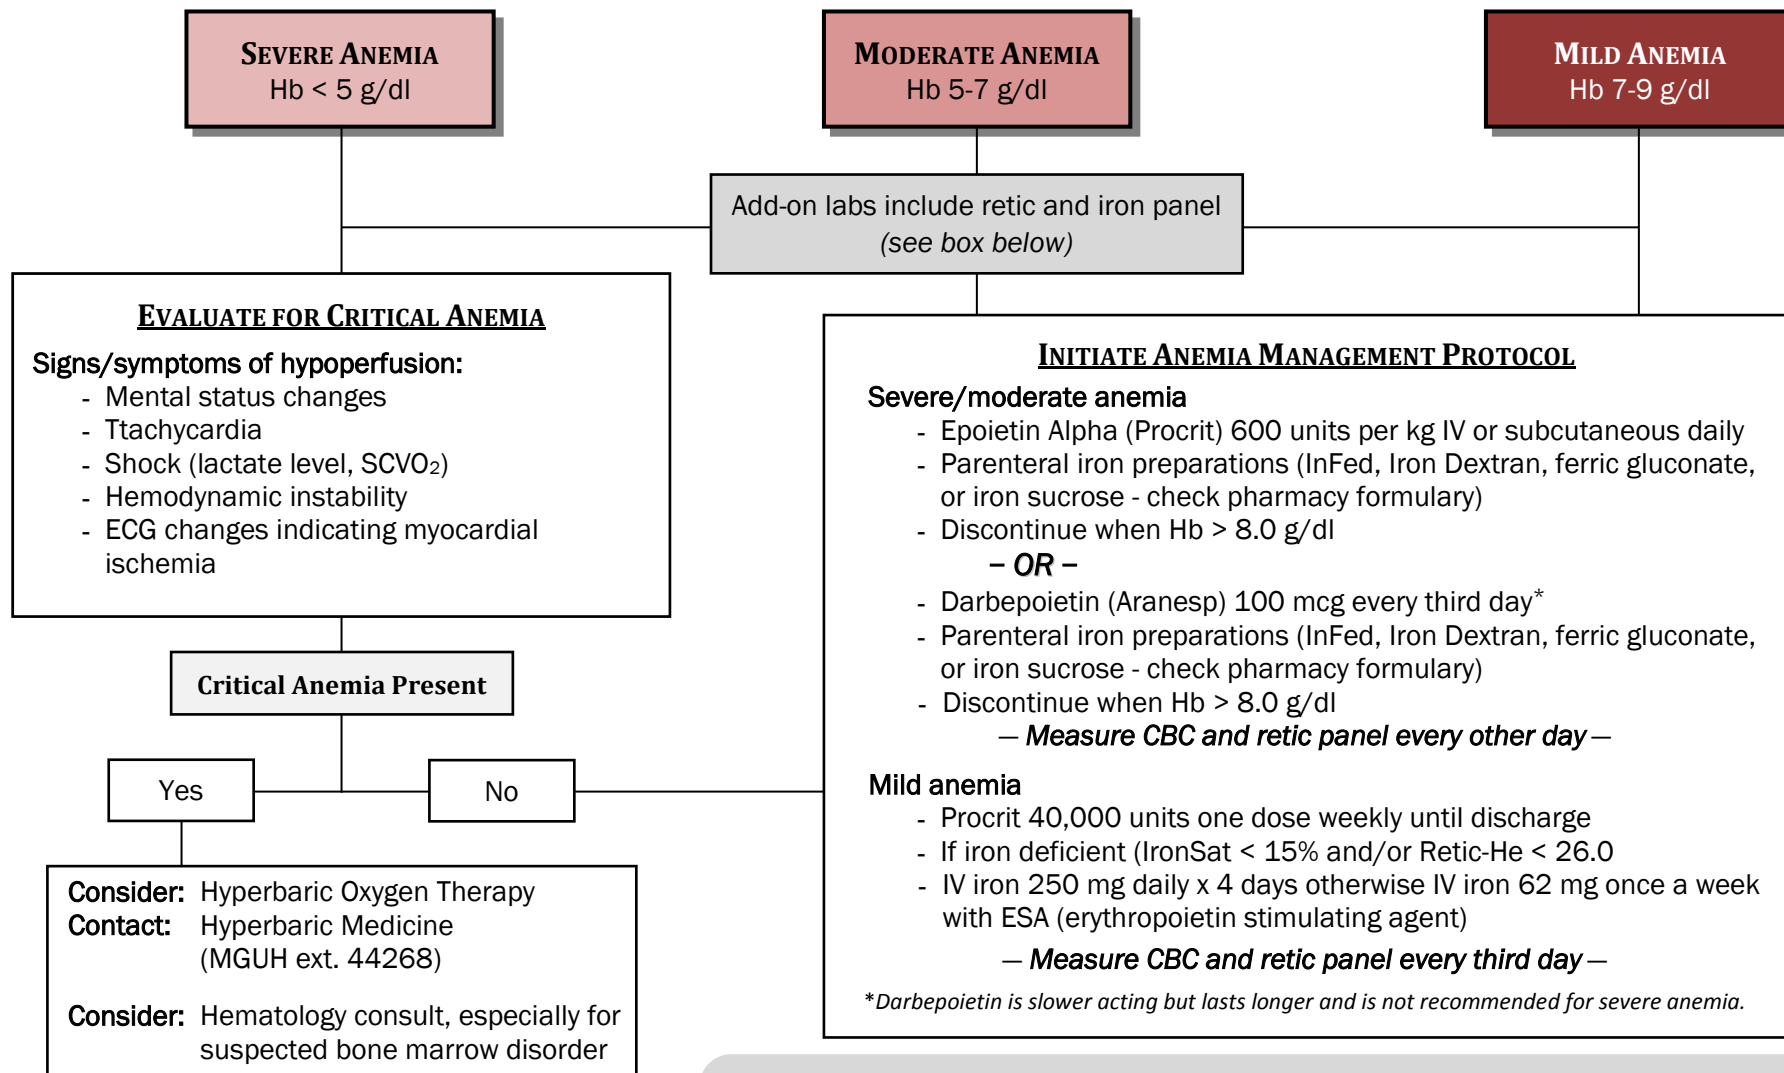 SEVERE ANEMIA
Hb < 5 g/dl
MODERATE ANEMIA
Hb 5-7 g/dl
MILD ANEMIA
Hb 7-9 g/dl
Add-on labs include retic and iron panel
(see box below)
EVALUATE FOR CRITICAL ANEMIA
Signs/symptoms of hypoperfusion:
- Mental status changes
- Ttachycardia
- Shock (lactate level, SCVO₂)
- Hemodynamic instability
- ECG changes indicating myocardial
ischemia
Critical Anemia Present
Yes
No
Consider: Hyperbaric Oxygen Therapy
Contact: Hyperbaric Medicine
(MGUH ext. 44268)
Consider: Hematology consult, especially for
suspected bone marrow disorder
INITIATE ANEMIA MANAGEMENT PROTOCOL
Severe/moderate anemia
- Epoietin Alpha (Procrit) 600 units per kg IV or subcutaneous daily
- Parenteral iron preparations (InFed, Iron Dextran, ferric gluconate,
or iron sucrose - check pharmacy formulary)
- Discontinue when Hb > 8.0 g/dl
– OR –
- Darbepoietin (Aranesp) 100 mcg every third day*
- Parenteral iron preparations (InFed, Iron Dextran, ferric gluconate,
or iron sucrose - check pharmacy formulary)
- Discontinue when Hb > 8.0 g/dl
— Measure CBC and retic panel every other day —
Mild anemia
- Procrit 40,000 units one dose weekly until discharge
- If iron deficient (IronSat < 15% and/or Retic-He < 26.0
- IV iron 250 mg daily x 4 days otherwise IV iron 62 mg once a week
with ESA (erythropoietin stimulating agent)
— Measure CBC and retic panel every third day —
*Darbepoietin is slower acting but lasts longer and is not recommended for severe anemia.